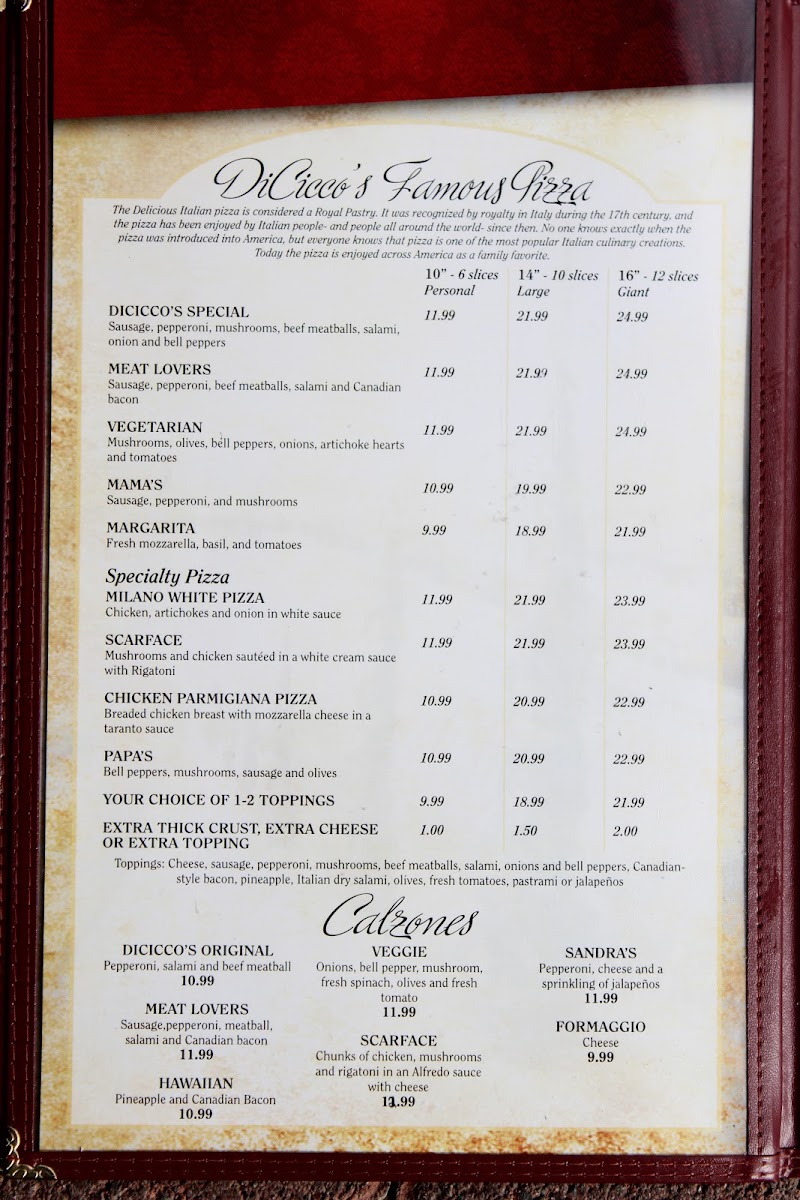 DiCicco's Famous Pizza
The Delicious Italian pizza is considered a Royal Pastry. It was recognized by royalty in Italy during the 17th century, and
the pizza has been enjoyed by Italian people- and people all around the world- since then. No one knows exactly when the
pizza was introduced into America, but everyone knows that pizza is one of the most popular Italian culinary creations.
Today the pizza is enjoyed across America as a family favorite.
10" - 6 slices 14" - 10 slices 16" - 12 slices
Personal Large Giant
DICICCO'S SPECIAL 11.99 21.99 24.99
Sausage, pepperoni, mushrooms, beef meatballs, salami,
onion and bell peppers
MEAT LOVERS 11.99 21.99 24.99
Sausage, pepperoni, beef meatballs, salami and Canadian
bacon
VEGETARIAN 11.99 21.99 24.99
Mushrooms, olives, bell peppers, onions, artichoke hearts
and tomatoes
MAMA'S 10.99 19.99 22.99
Sausage, pepperoni, and mushrooms
MARGARITA 9.99 18.99 21.99
Fresh mozzarella, basil, and tomatoes
Specialty Pizza
MILANO WHITE PIZZA 11.99 21.99 23.99
Chicken, artichokes and onion in white sauce
SCARFACE 11.99 21.99 23.99
Mushrooms and chicken sautéed in a white cream sauce
with Rigatoni
CHICKEN PARMIGIANA PIZZA 10.99 20.99 22.99
Breaded chicken breast with mozzarella cheese in a
taranto sauce
PAPA'S 10.99 20.99 22.99
Bell peppers, mushrooms, sausage and olives
YOUR CHOICE OF 1-2 TOPPINGS 9.99 18.99 21.99
EXTRA THICK CRUST, EXTRA CHEESE 1.00 1.50 2.00
OR EXTRA TOPPING
Toppings: Cheese, sausage, pepperoni, mushrooms, beef meatballs, salami, onions and bell peppers, Canadian-
style bacon, pineapple, Italian dry salami, olives, fresh tomatoes, pastrami or jalapeños
Calzones
DICICCO'S ORIGINAL
Pepperoni, salami and beef meatball
10.99
MEAT LOVERS
Sausage,pepperoni, meatball,
salami and Canadian bacon
11.99
HAWAIIAN
Pineapple and Canadian Bacon
10.99
VEGGIE
Onions, bell pepper, mushroom,
fresh spinach, olives and fresh
tomato
11.99
SCARFACE
Chunks of chicken, mushrooms
and rigatoni in an Alfredo sauce
with cheese
SANDRA'S
Pepperoni, cheese and a
sprinkling of jalapeños
11.99
FORMAGGIO
Cheese
9.99